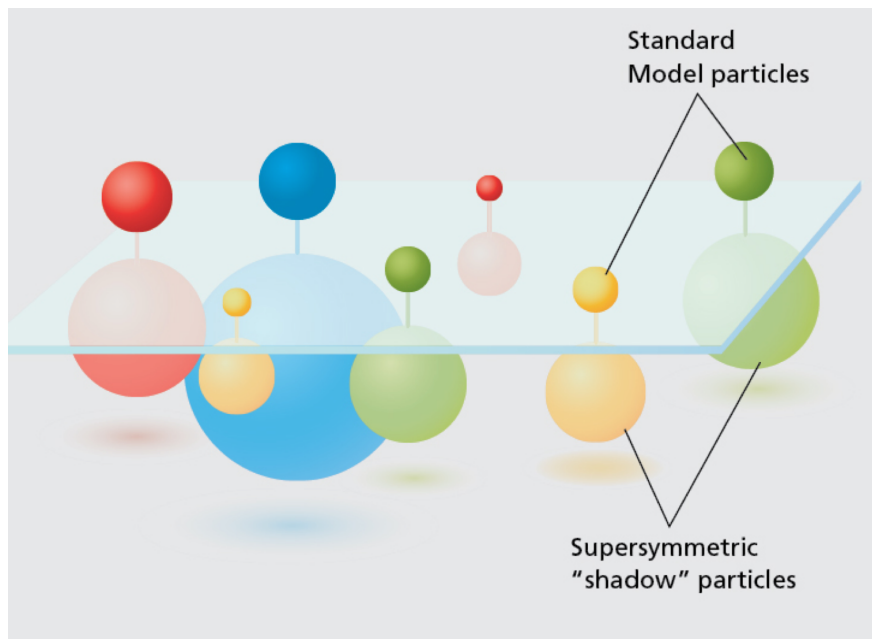 Standard
Model particles
Supersymmetric
“shadow” particles